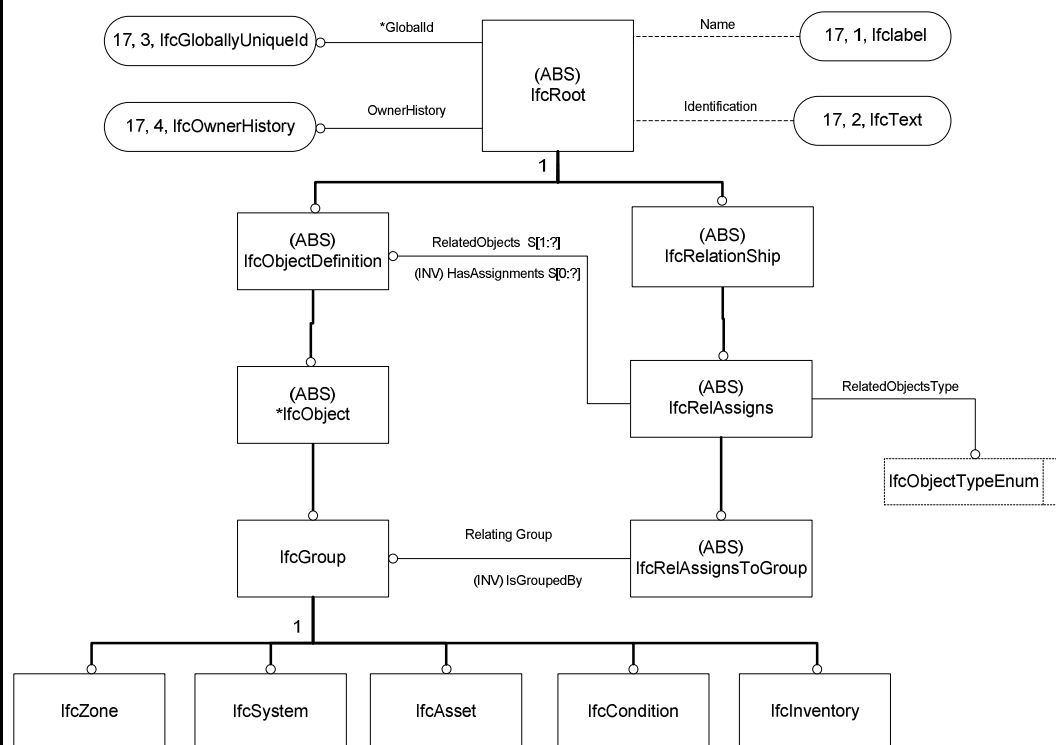 *GlobalId
Name
17, 3, IfcGloballyUniqueId
17, 1, Ifclabel
(ABS)
IfcRoot
OwnerHistory
Identification
17, 4, IfcOwnerHistory
17, 2, IfcText
1
(ABS)
IfcObjectDefinition
RelatedObjects S[1:?]
(INV) HasAssignments S[0:?]
(ABS)
IfcRelationShip
(ABS)
*IfcObject
(ABS)
IfcRelAssigns
RelatedObjectsType
IfcObjectTypeEnum
IfcGroup
Relating Group
(INV) IsGroupedBy
(ABS)
IfcRelAssignsToGroup
1
IfcZone
IfcSystem
IfcAsset
IfcCondition
IfcInventory